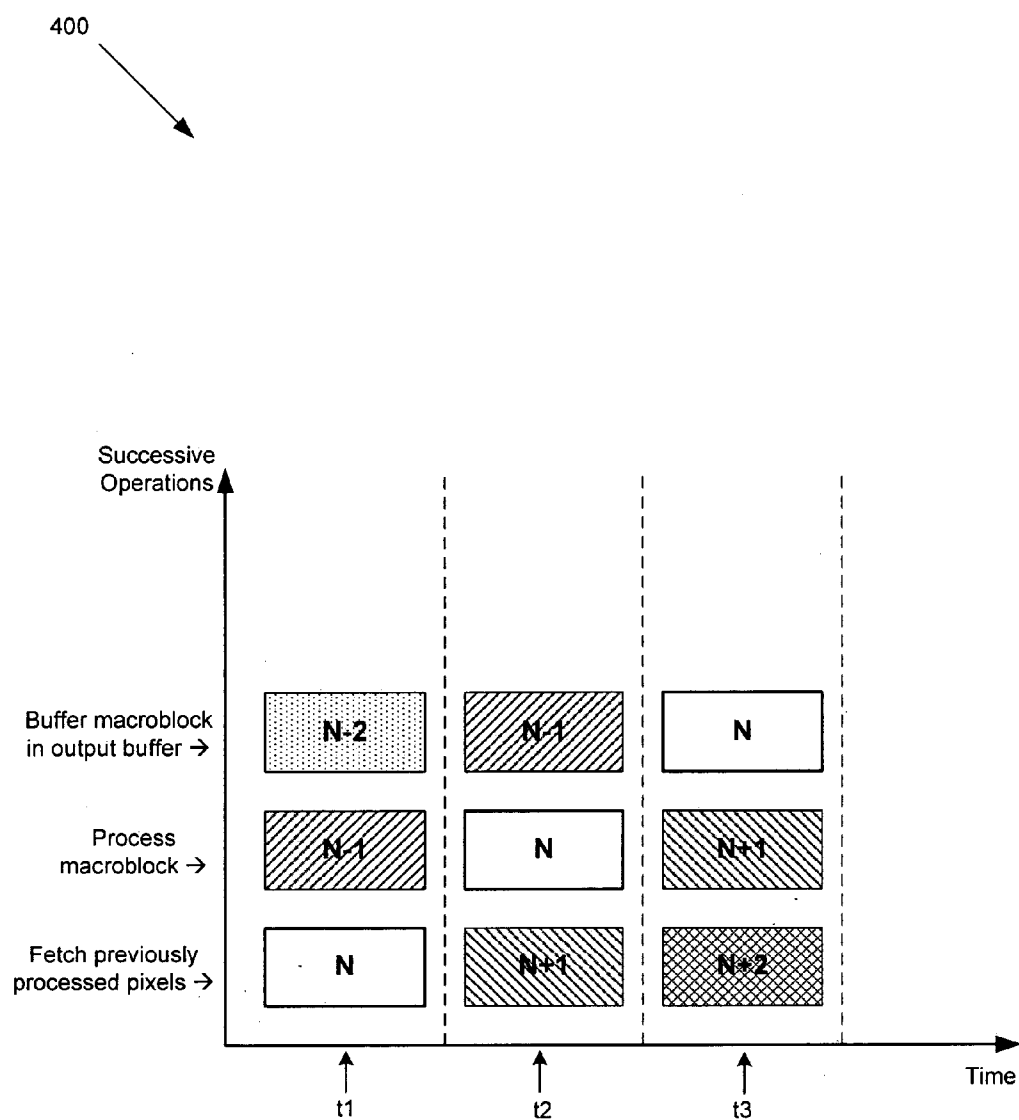 400
Successive
Operations
Buffer macroblock
in output buffer →
N-2
N-1
N
Process
macroblock →
N-1
N
N+1
Fetch previously
processed pixels →
N
N+1
N+2
Time
t1
t2
t3